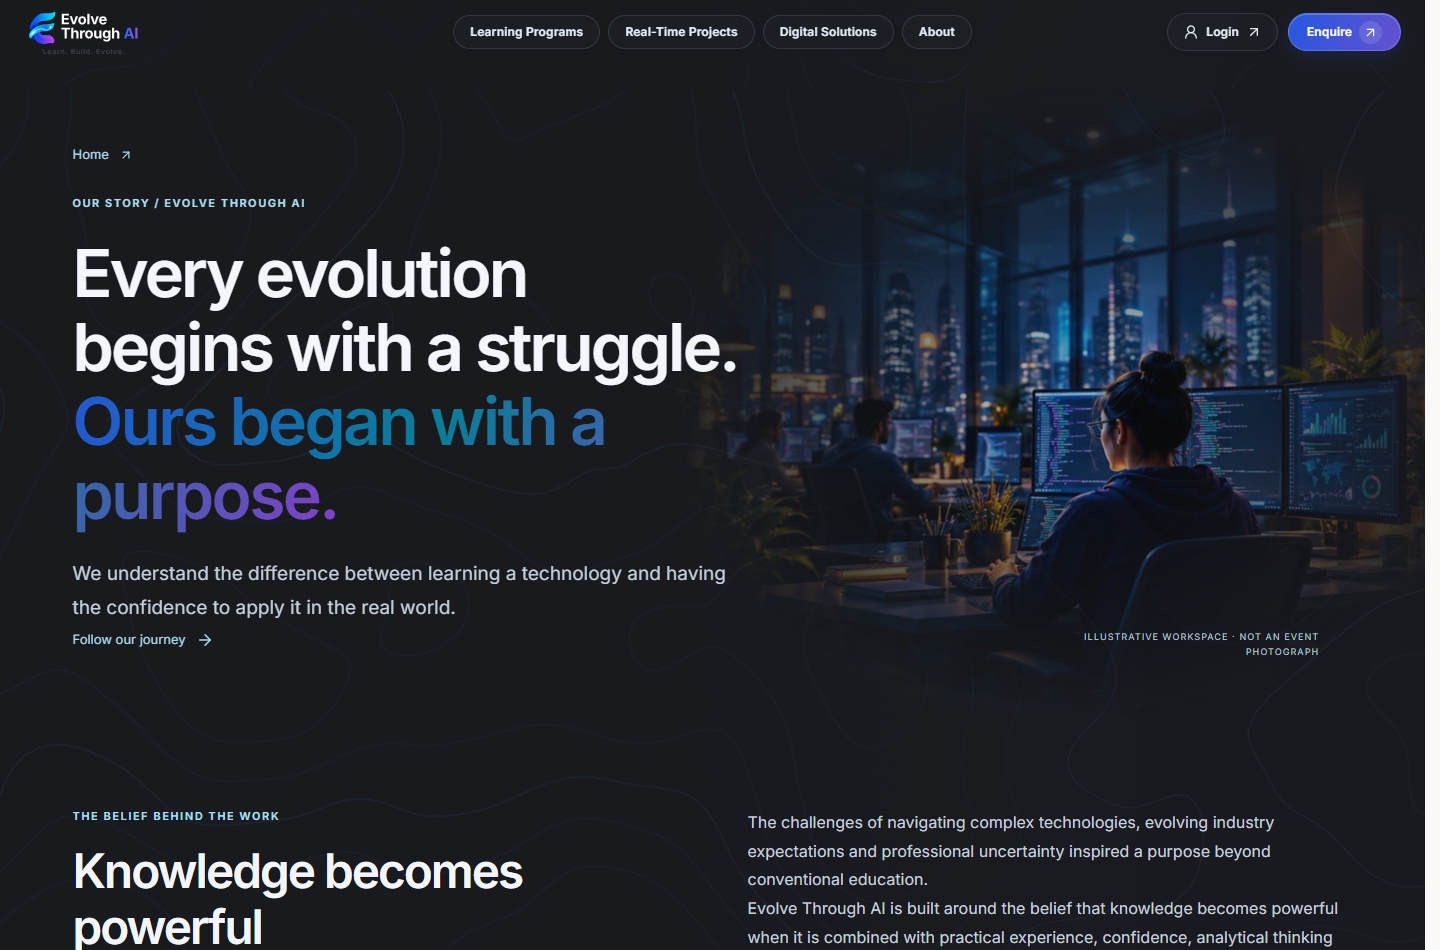 Evolve
Through AI
Learn. Build. Evolve.
Learning Programs
Real-Time Projects
Digital Solutions
About
Login
Enquire
Home
OUR STORY / EVOLVE THROUGH AI
Every evolution
begins with a struggle.
Ours began with a
purpose.
We understand the difference between learning a technology and having
the confidence to apply it in the real world.
Follow our journey
ILLUSTRATIVE WORKSPACE · NOT AN EVENT
PHOTOGRAPH
THE BELIEF BEHIND THE WORK
Knowledge becomes
powerful
The challenges of navigating complex technologies, evolving industry
expectations and professional uncertainty inspired a purpose beyond
conventional education.
Evolve Through AI is built around the belief that knowledge becomes powerful
when it is combined with practical experience, confidence, analytical thinking